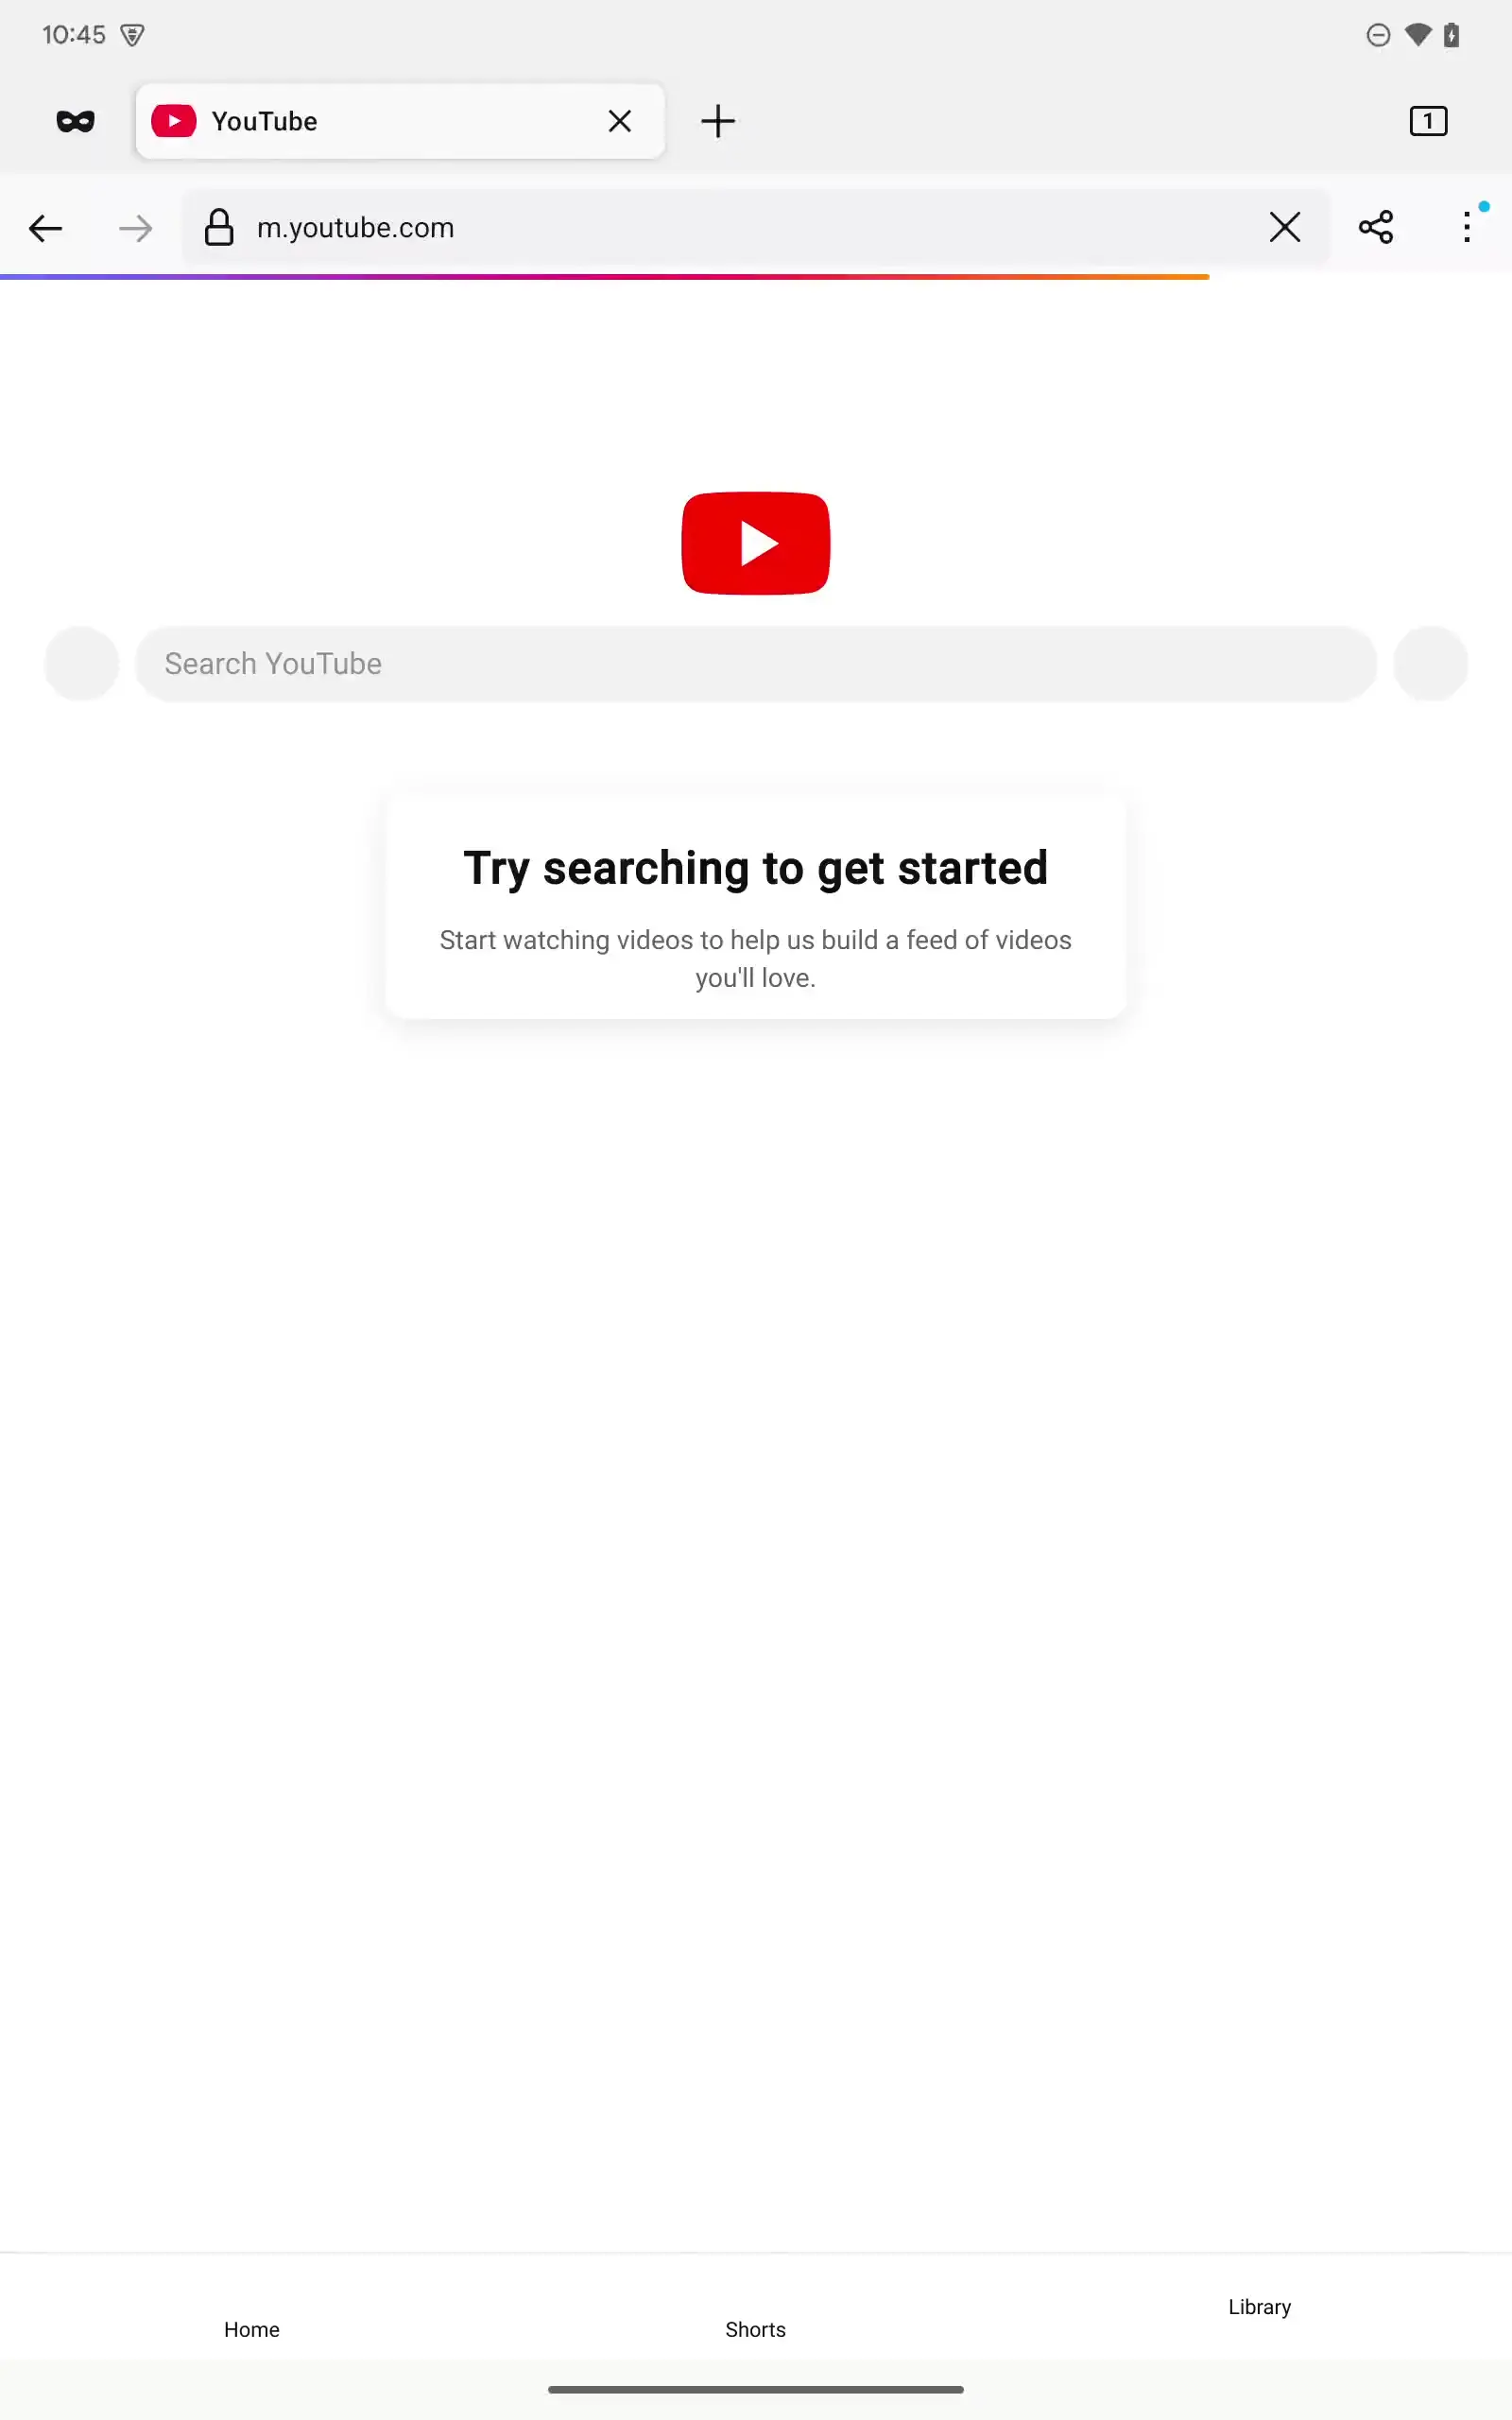 10:45
YouTube
1
m.youtube.com
Search YouTube
Try searching to get started
Start watching videos to help us build a feed of videos
you'll love.
Home
Shorts
Library